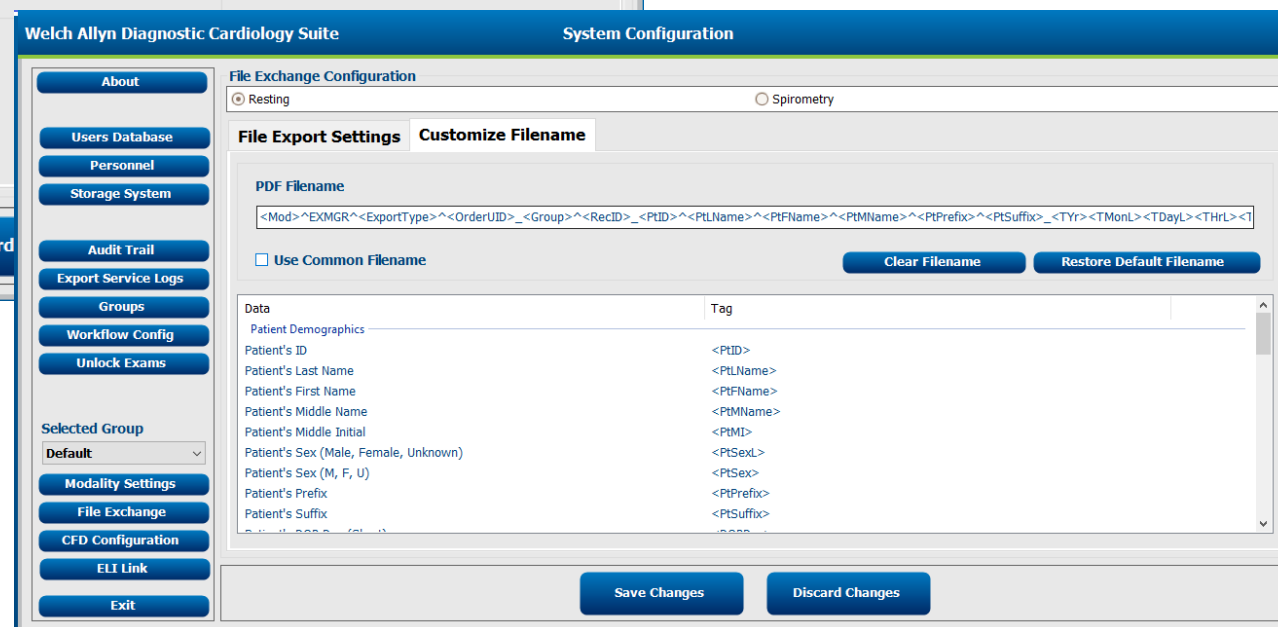 Welch Allyn Diagnostic Cardiology Suite System Configuration
About
Users Database
Personnel
Storage System
rd
Audit Trail
Export Service Logs
Groups
Workflow Config
Unlock Exams
Selected Group
Default
Modality Settings
File Exchange
CFD Configuration
ELI Link
Exit
File Exchange Configuration
Resting Spirometry
File Export Settings Customize Filename
PDF Filename
<Mod>^EXMGR^<ExportType>^<OrderUID>_<Group>^<RecID>_<PtID>^<PtLName>^<PtFName>^<PtMName>^<PtPrefix>^<PtSuffix>_<TYr><TMonL><TDayL><THrL><T
Use Common Filename Clear Filename Restore Default Filename
Data Tag
Patient Demographics
Patient's ID <PtID>
Patient's Last Name <PtLName>
Patient's First Name <PtFName>
Patient's Middle Name <PtMName>
Patient's Middle Initial <PtMI>
Patient's Sex (Male, Female, Unknown) <PtSexL>
Patient's Sex (M, F, U) <PtSex>
Patient's Prefix <PtPrefix>
Patient's Suffix <PtSuffix>
Save Changes Discard Changes